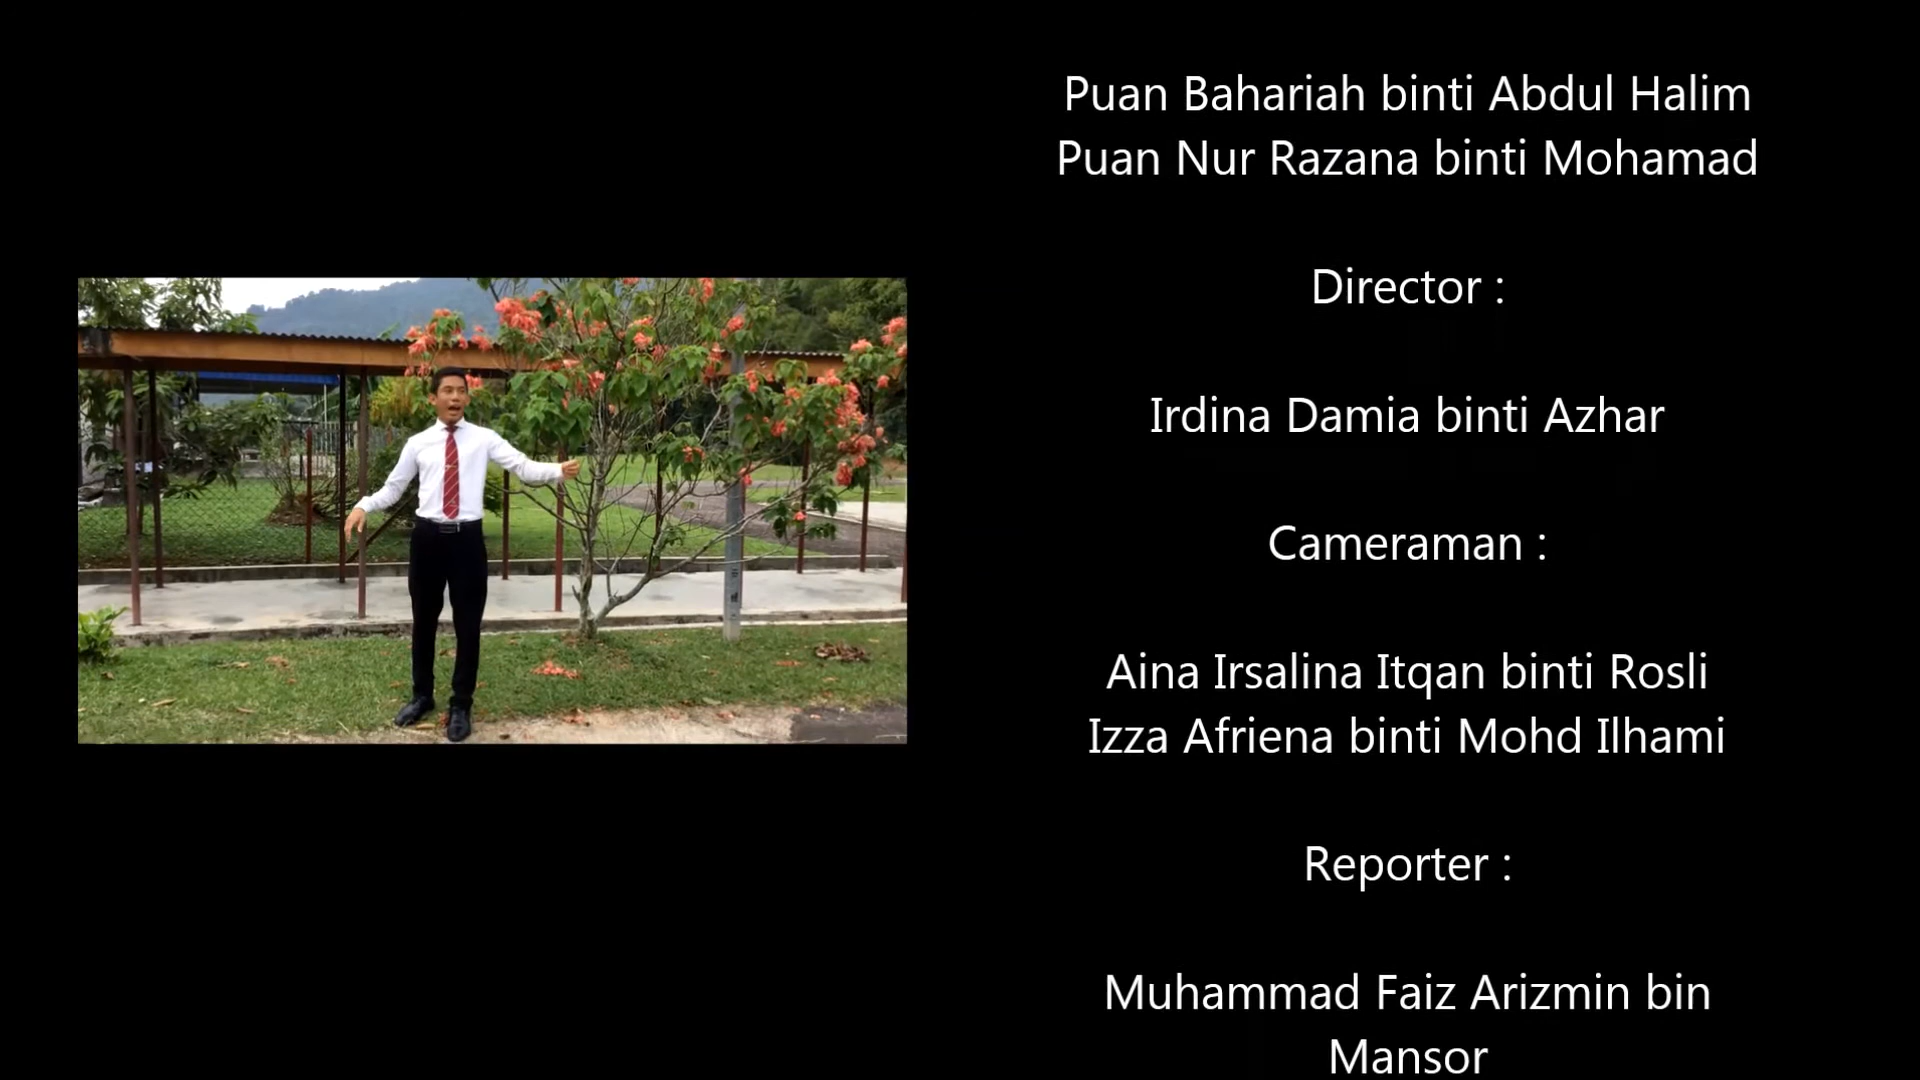 Puan Bahariah binti Abdul Halim
Puan Nur Razana binti Mohamad
Director :
Irdina Damia binti Azhar
Cameraman :
Aina Irsalina Itqan binti Rosli
Izza Afriena binti Mohd Ilhami
Reporter :
Muhammad Faiz Arizmin bin
Mansor